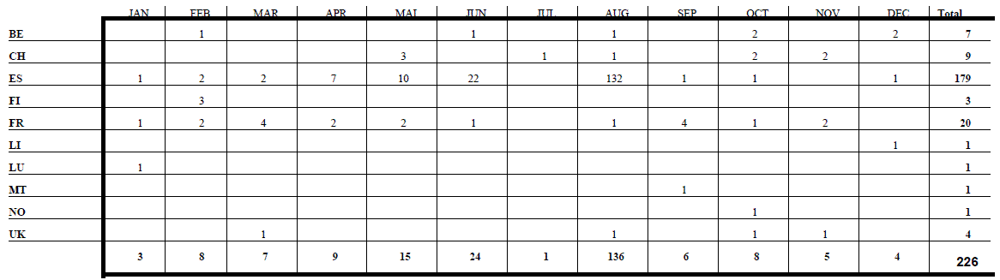 JAN FEB MAR APR MAI JUN JUL AUG SEP OCT NOV DEC Total
BE 1 1 1 2 2 7
CH 3 1 1 2 2 9
ES 1 2 2 7 10 22 132 1 1 1 179
FI 3 3
FR 1 2 4 2 2 1 1 4 1 2 20
LI 1 1
LU 1 1
MT 1 1
NO 1 1
UK 1 1 1 1 4
3 8 7 9 15 24 1 136 6 8 5 4 226